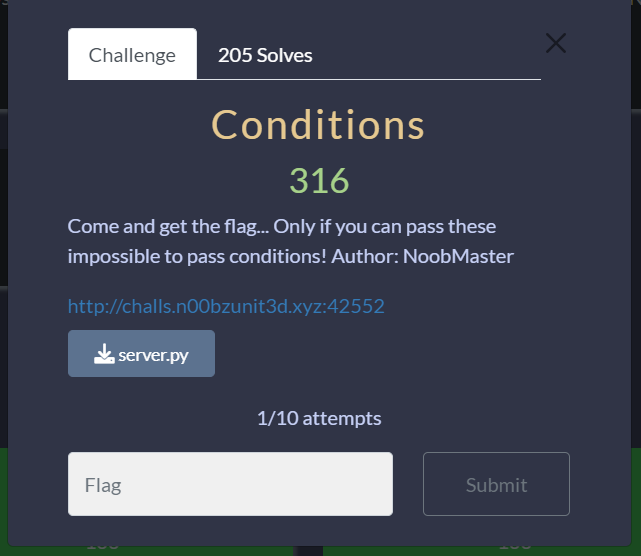 Challenge
205 Solves
Conditions
316
Come and get the flag... Only if you can pass these
impossible to pass conditions! Author: NoobMaster
http://challs.n00bzunit3d.xyz:42552
server.py
1/10 attempts
Flag
Submit